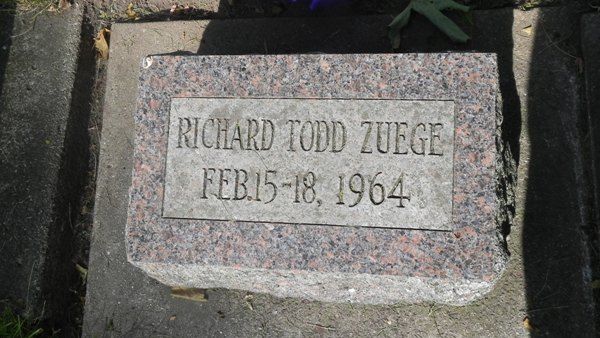 RICHARD TODD ZUEGE
FEB.15-18, 1964